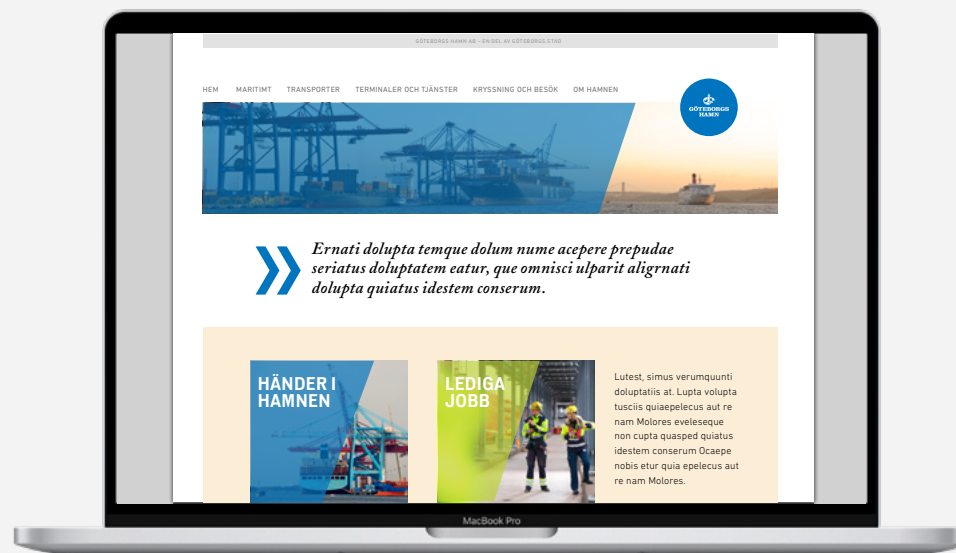 GÖTEBORGS HAMN AB – EN DEL AV GÖTEBORGS STAD
HEM MARITIMT TRANSPORTER TERMINALER OCH TJÄNSTER KRYSSNING OCH BESÖK OM HAMNEN
GÖTEBORGS
HAMN
Ernati dolupta temque dolum nume acepere prepudae
seriatus doluptatem eatur, que omnisci ulparit aligrnati
dolupta quiatus idestem conserum.
HÄNDER I
HAMNEN
LEDIGA
JOBB
Lutest, simus verumquunti
doluptatiis at. Lupta volupta
tusciis quiaepelecus aut re
nam Molores eveleseque
non cupta quasped quiatus
idestem conserum Ocaepe
nobis etur quia epelecus aut
re nam Molores.
MacBook Pro